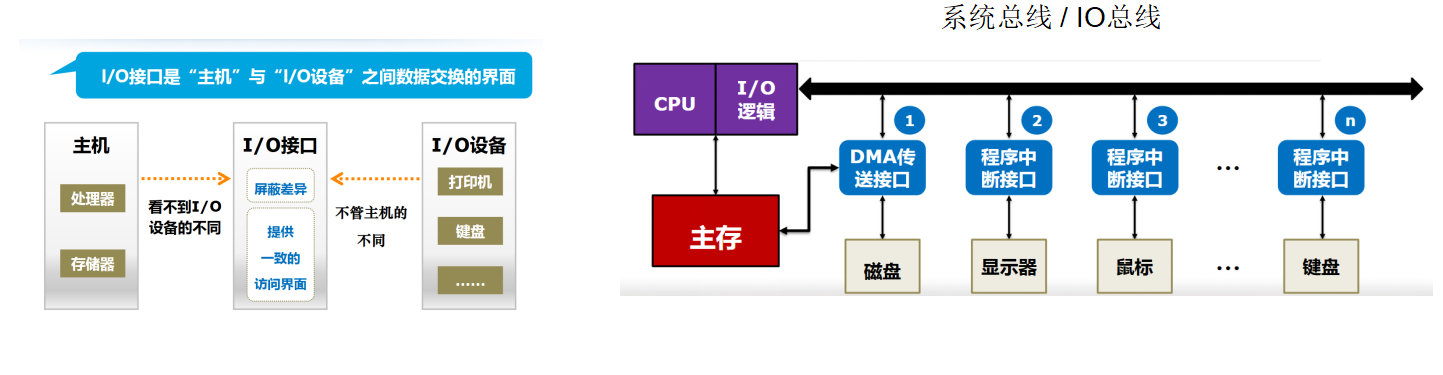 系统总线 / IO总线
I/O接口是“主机”与“I/O设备”之间数据交换的界面
主机
处理器
存储器
看不到I/O
设备的不同
I/O接口
屏蔽差异
提供
一致的
访问界面
不管主机的
不同
I/O设备
打印机
键盘
……
CPU
I/O
逻辑
主存
1
DMA传
送接口
磁盘
2
程序中
断接口
显示器
3
程序中
断接口
鼠标
...
...
n
程序中
断接口
键盘